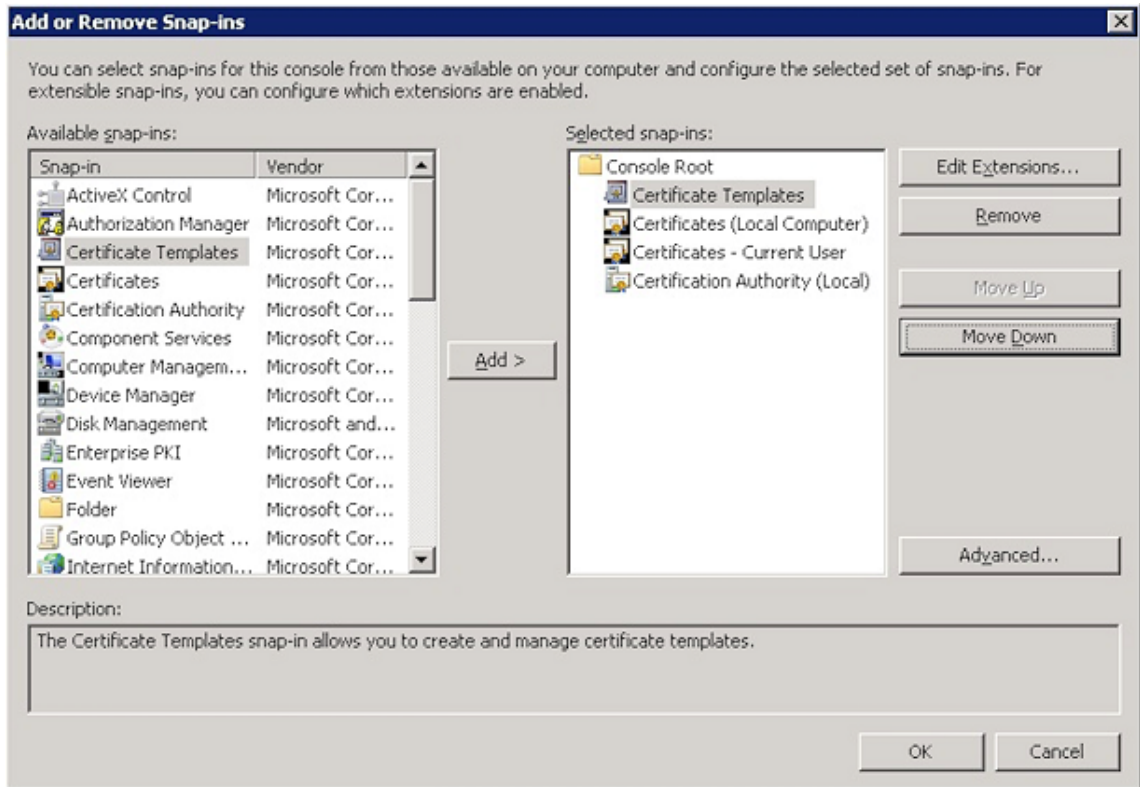 Add or Remove Snap-ins
You can select snap-ins for this console from those available on your computer and configure the selected set of snap-ins. For
extensible snap-ins, you can configure which extensions are enabled.
Available snap-ins:
Snap-in Vendor
ActiveX Control Microsoft Cor...
Authorization Manager Microsoft Cor...
Certificate Templates Microsoft Cor...
Certificates Microsoft Cor...
Certification Authority Microsoft Cor...
Component Services Microsoft Cor...
Computer Managem... Microsoft Cor...
Device Manager Microsoft Cor...
Disk Management Microsoft and...
Enterprise PKI Microsoft Cor...
Event Viewer Microsoft Cor...
Folder Microsoft Cor...
Group Policy Object ... Microsoft Cor...
Internet Information... Microsoft Cor...
Add >
Selected snap-ins:
Console Root
Certificate Templates
Certificates (Local Computer)
Certificates - Current User
Certification Authority (Local)
Edit Extensions...
Remove
Move Up
Move Down
Advanced...
Description:
The Certificate Templates snap-in allows you to create and manage certificate templates.
OK
Cancel